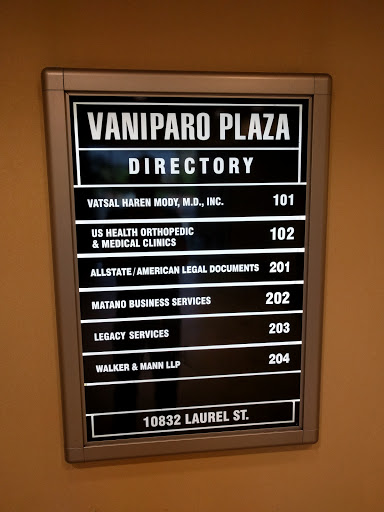 VANIPARO PLAZA
DIRECTORY
VATSAL HAREN MODY, M.D., INC. 101
US HEALTH ORTHOPEDIC
& MEDICAL CLINICS 102
ALLSTATE/AMERICAN LEGAL DOCUMENTS 201
MATANO BUSINESS SERVICES 202
LEGACY SERVICES 203
WALKER & MANN LLP 204
10832 LAUREL ST.